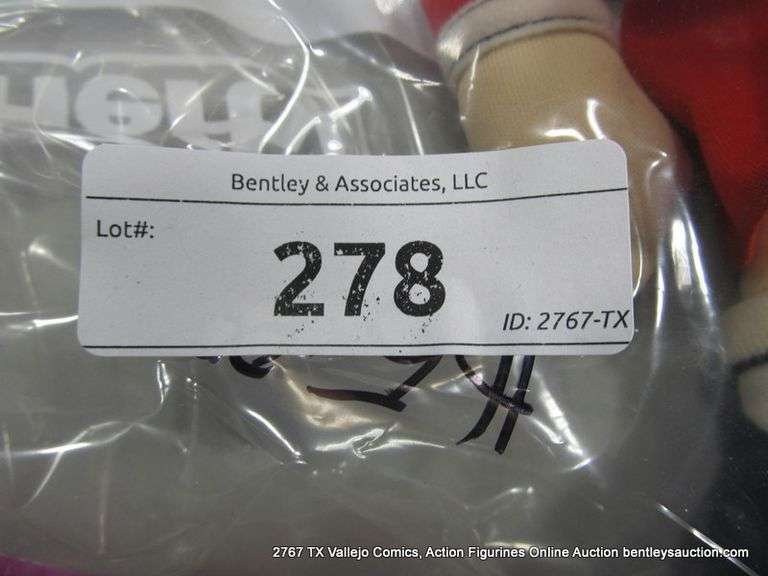 Bentley & Associates, LLC
Lot#:
278
ID: 2767-TX
2767 TX Vallejo Comics, Action Figurines Online Auction bentleysauction.com